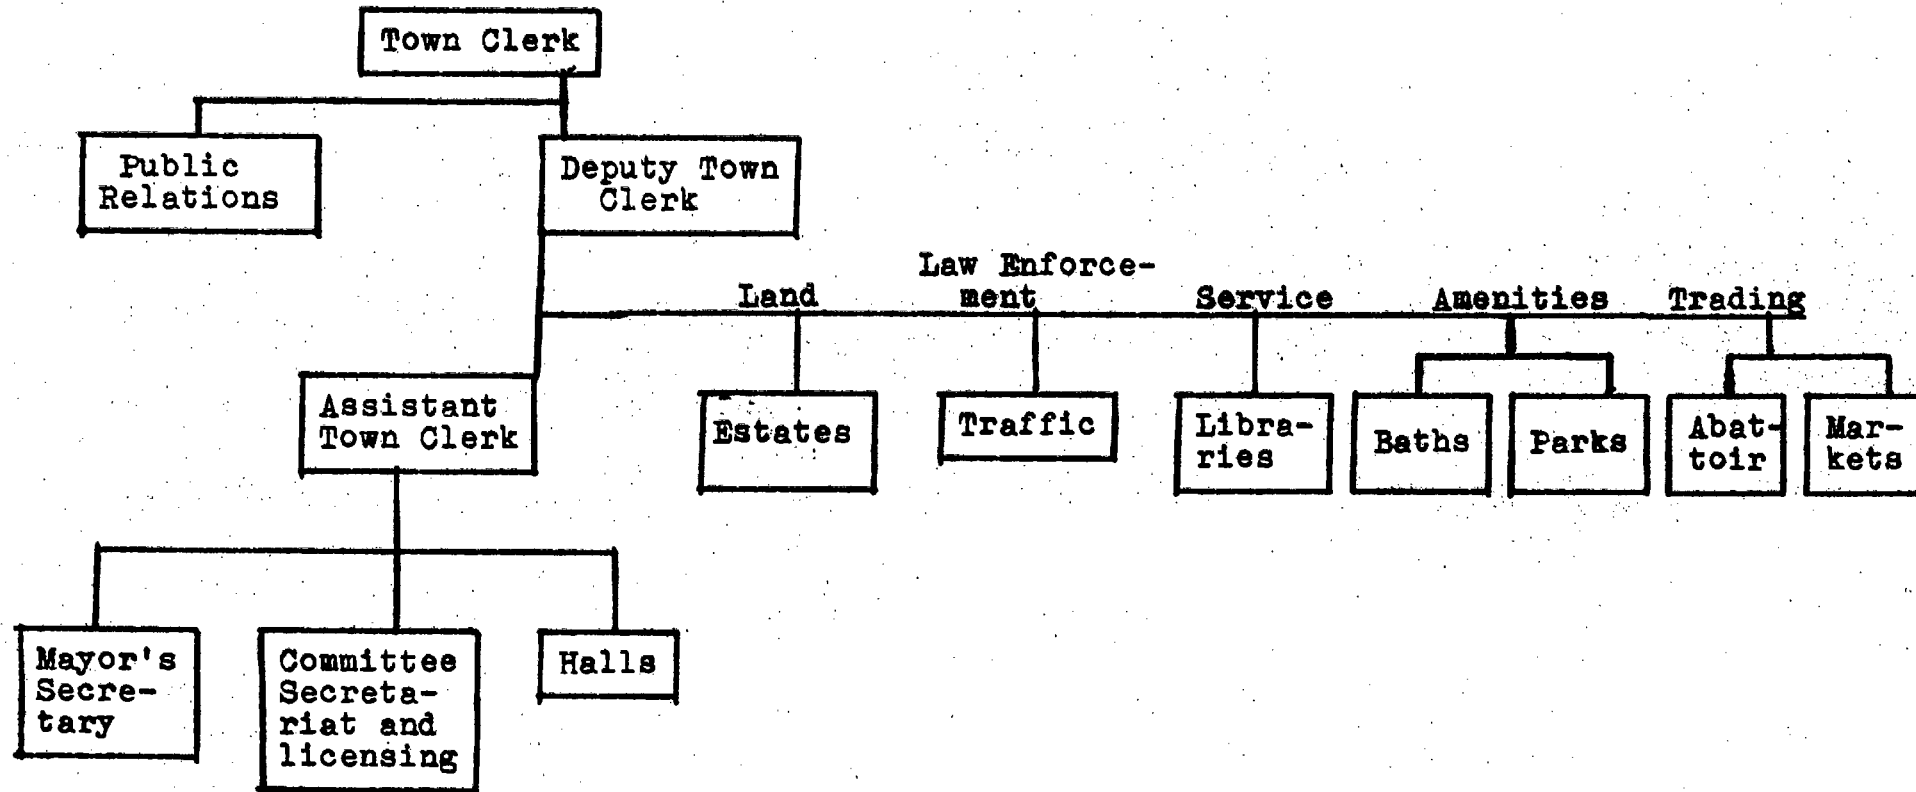 Town Clerk
Public
Relations
Deputy Town
Clerk
Law Enforce-
ment
Land
Service
Amenities
Trading
Assistant
Town Clerk
Estates
Traffic
Libra-
ries
Baths
Parks
Abat-
toir
Mar-
kets
Mayor's
Secre-
tary
Committee
Secreta-
riat and
licensing
Halls